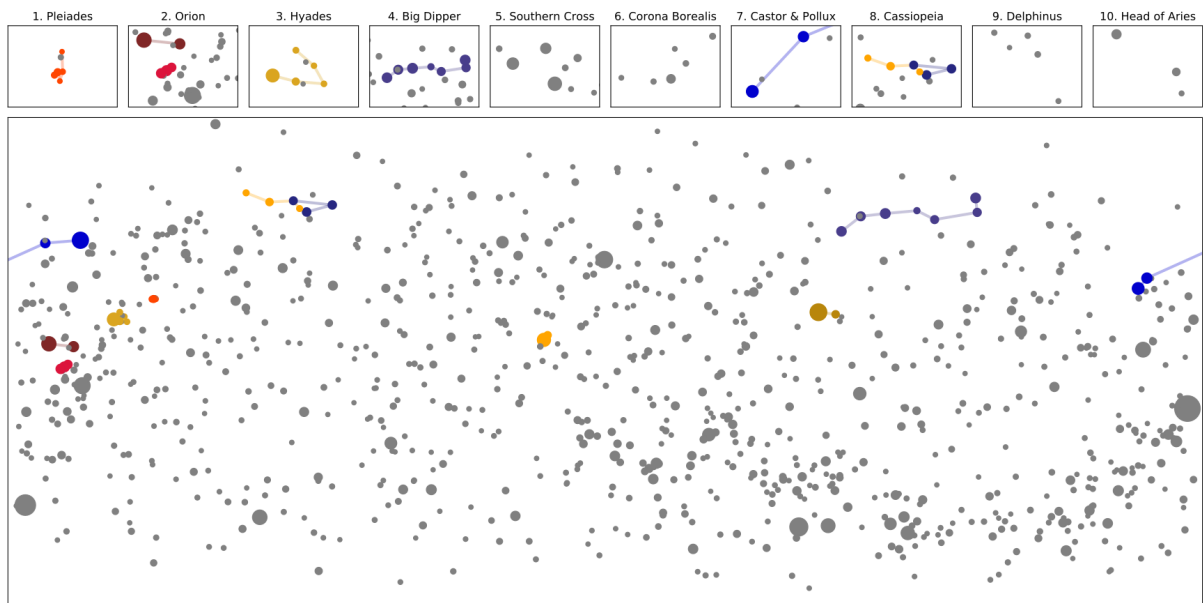 1. Pleiades
2. Orion
3. Hyades
4. Big Dipper
5. Southern Cross
6. Corona Borealis
7. Castor & Pollux
8. Cassiopeia
9. Delphinus
10. Head of Aries